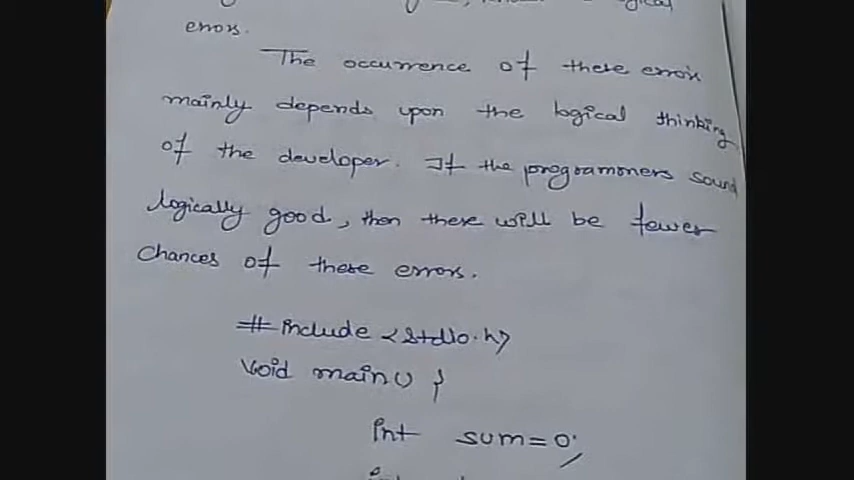 errors.
The occurrence of these errors
mainly depends upon the logical thinking
of the developer. If the programmers sound
logically good, then there will be fewer
chances of these errors.
# include <stdio.h>
void main() {
int sum=0;
int